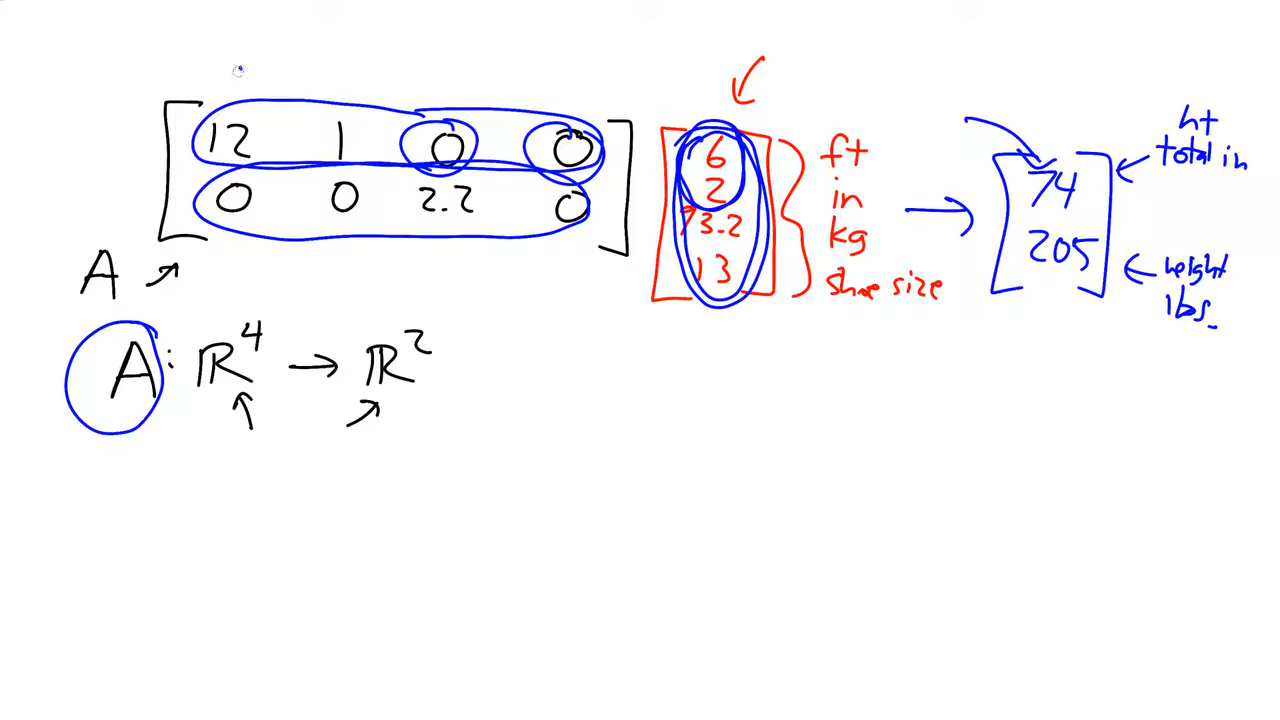 12 1 0 0
0 0 2.2 0
6
2
93.2
13
ft
in
kg
shoe size
74
205
ht
total in
weight
lbs.
A
A: ℝ⁴ → ℝ²